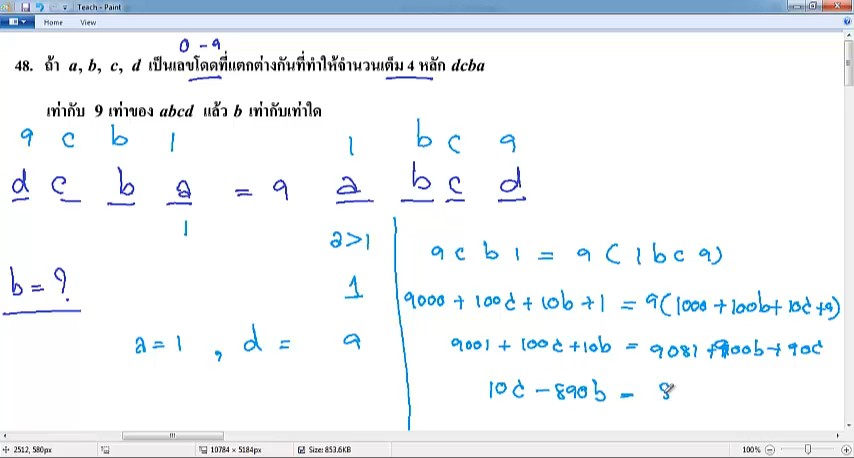 Teach - Paint
Home View
0 - 9
48. ถ้า a, b, c, d เป็นเลขโดดที่แตกต่างกันที่ทำให้จำนวนเต็ม 4 หลัก dcba
เท่ากับ 9 เท่าของ abcd แล้ว b เท่ากับเท่าใด
9 c b 1 1 b c 9
d c b a = 9 a b c d
1
a>1
9 c b 1 = 9 ( 1 b c 9)
b = ?
1
9000 + 100c + 10b + 1 = 9(1000 + 100b + 10c + 9)
a = 1 , d = 9
9001 + 100c + 10b = 9081 + 900b + 90c
10c - 890b = 8
2512, 580px
10784 × 5184px
Size: 853.6KB
100%